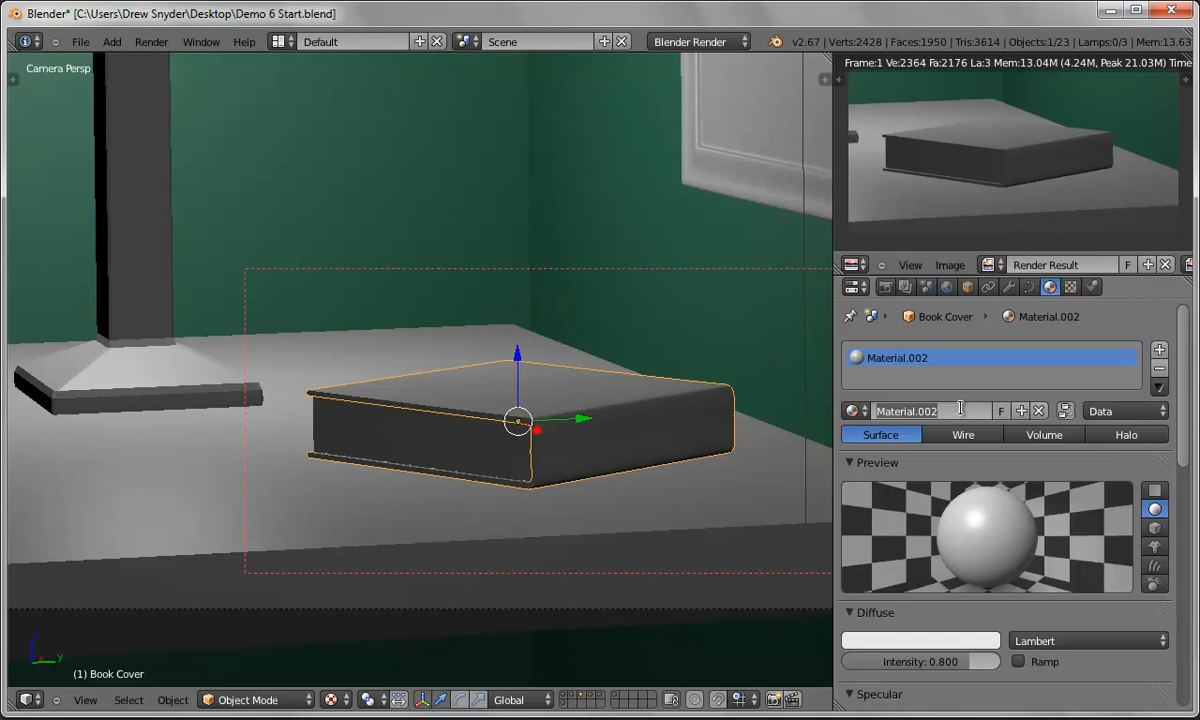 Blender* [C:\Users\Drew Snyder\Desktop\Demo 6 Start.blend]
File Add Render Window Help Default Scene Blender Render v2.67 | Verts:2428 | Faces:1950 | Tris:3614 | Objects:1/23 | Lamps:0/3 | Mem:13.63
Camera Persp
Frame:1 Ve:2364 Fa:2176 La:3 Mem:13.04M (4.24M, Peak 21.03M) Time
View Image Render Result F
Book Cover Material.002
Material.002
Material.002 F Data
Surface Wire Volume Halo
Preview
Diffuse
Lambert
Intensity: 0.800 Ramp
Specular
z
y
(1) Book Cover
View Select Object Object Mode Global